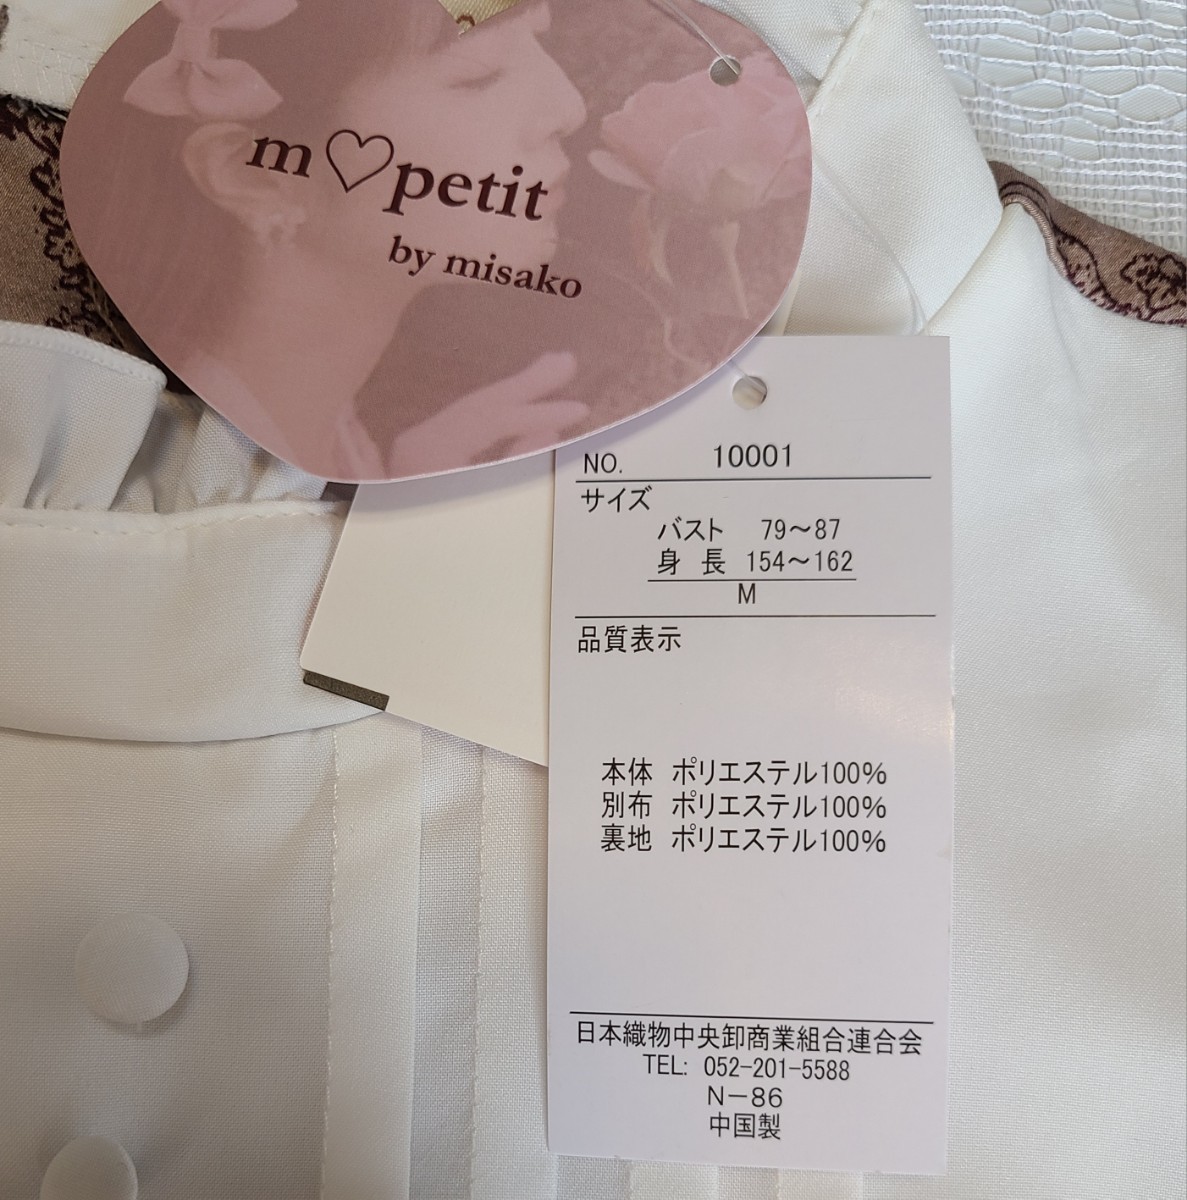 m♡petit
by misako
NO. 10001
サイズ
バスト 79～87
身 長 154～162
M
品質表示
本体 ポリエステル100%
別布 ポリエステル100%
裏地 ポリエステル100%
日本織物中央卸商業組合連合会
TEL: 052-201-5588
N－86
中国製